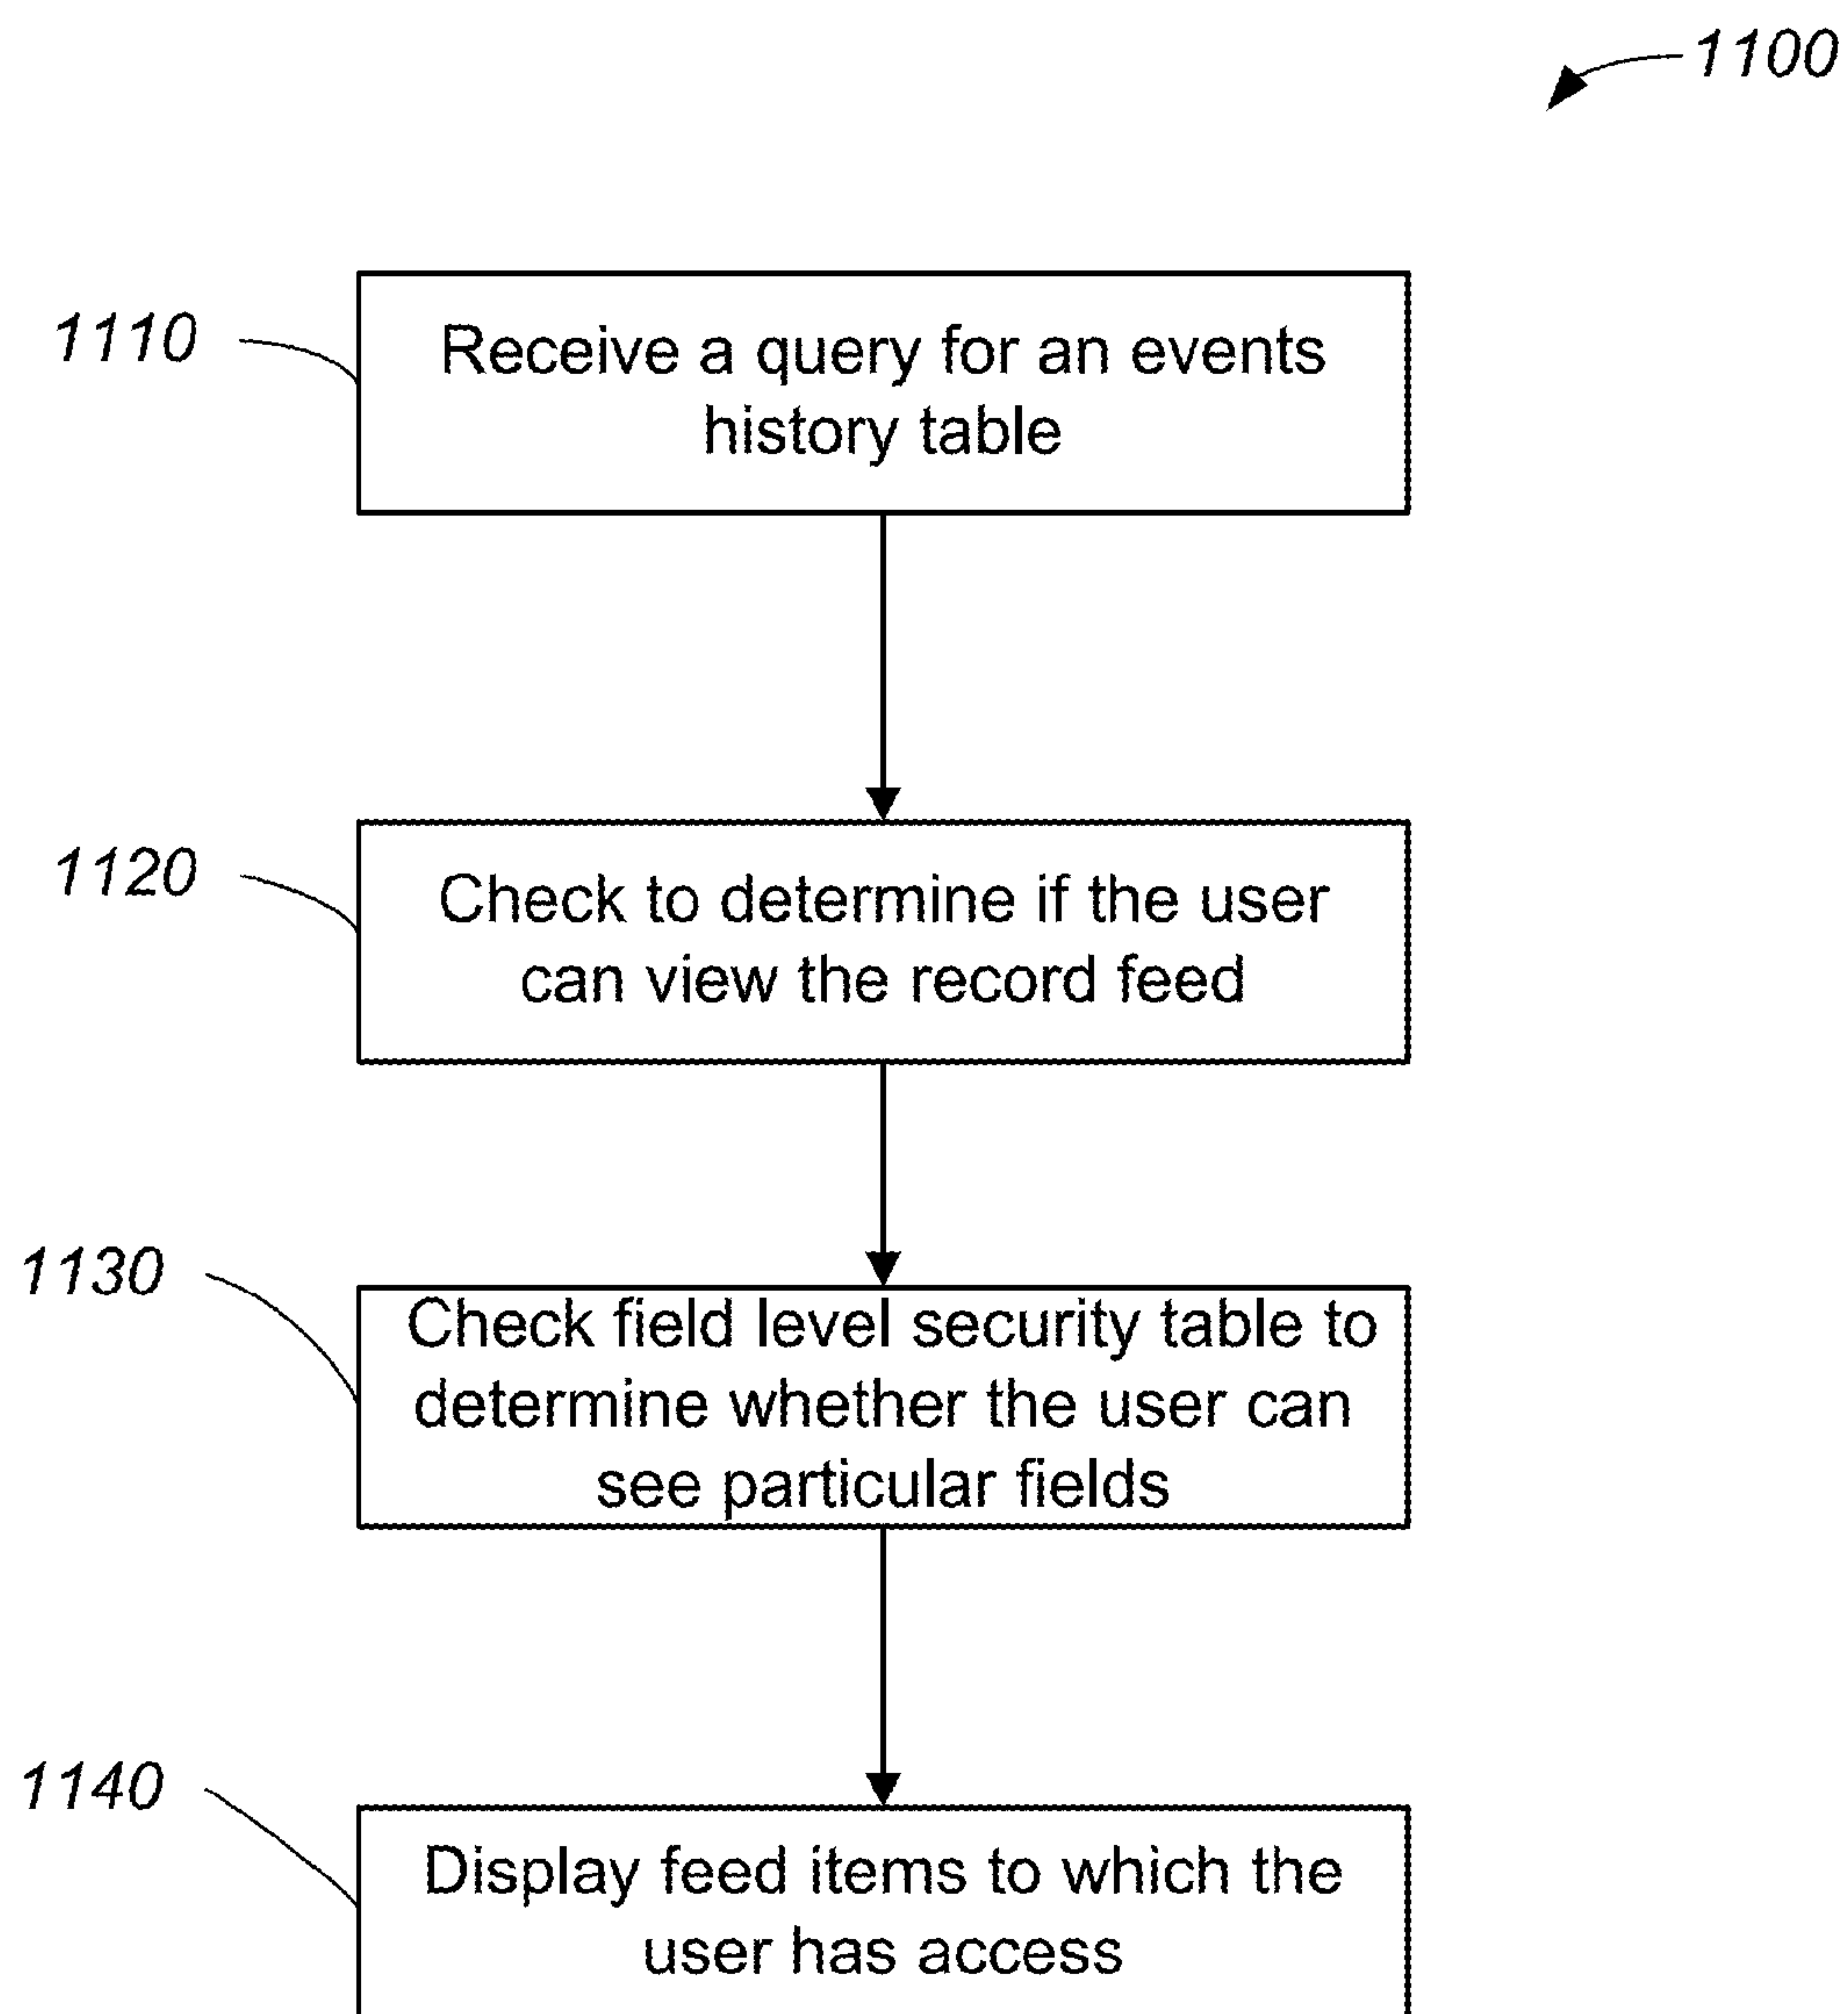 1100
1110
Receive a query for an events
history table
1120
Check to determine if the user
can view the record feed
1130
Check field level security table to
determine whether the user can
see particular fields
1140
Display feed items to which the
user has access